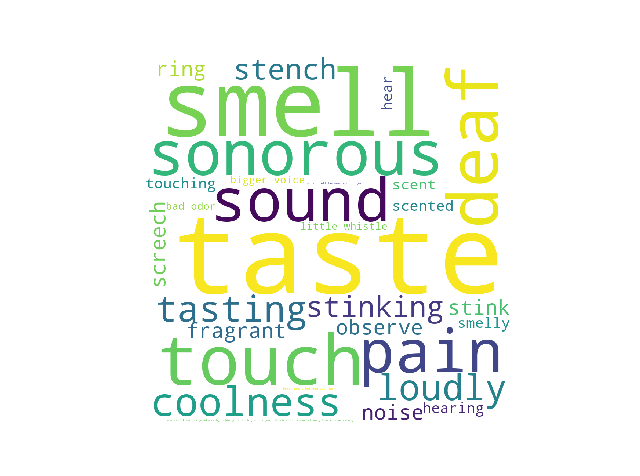 ring
stench
hear
smell
deaf
sonorous
touching
bigger voice
scent
sound
bad odor
scented
screech
little whistle
taste
tasting
stinking
stink
fragrant
observe
smelly
touch
pain
loudly
coolness
noise
hearing